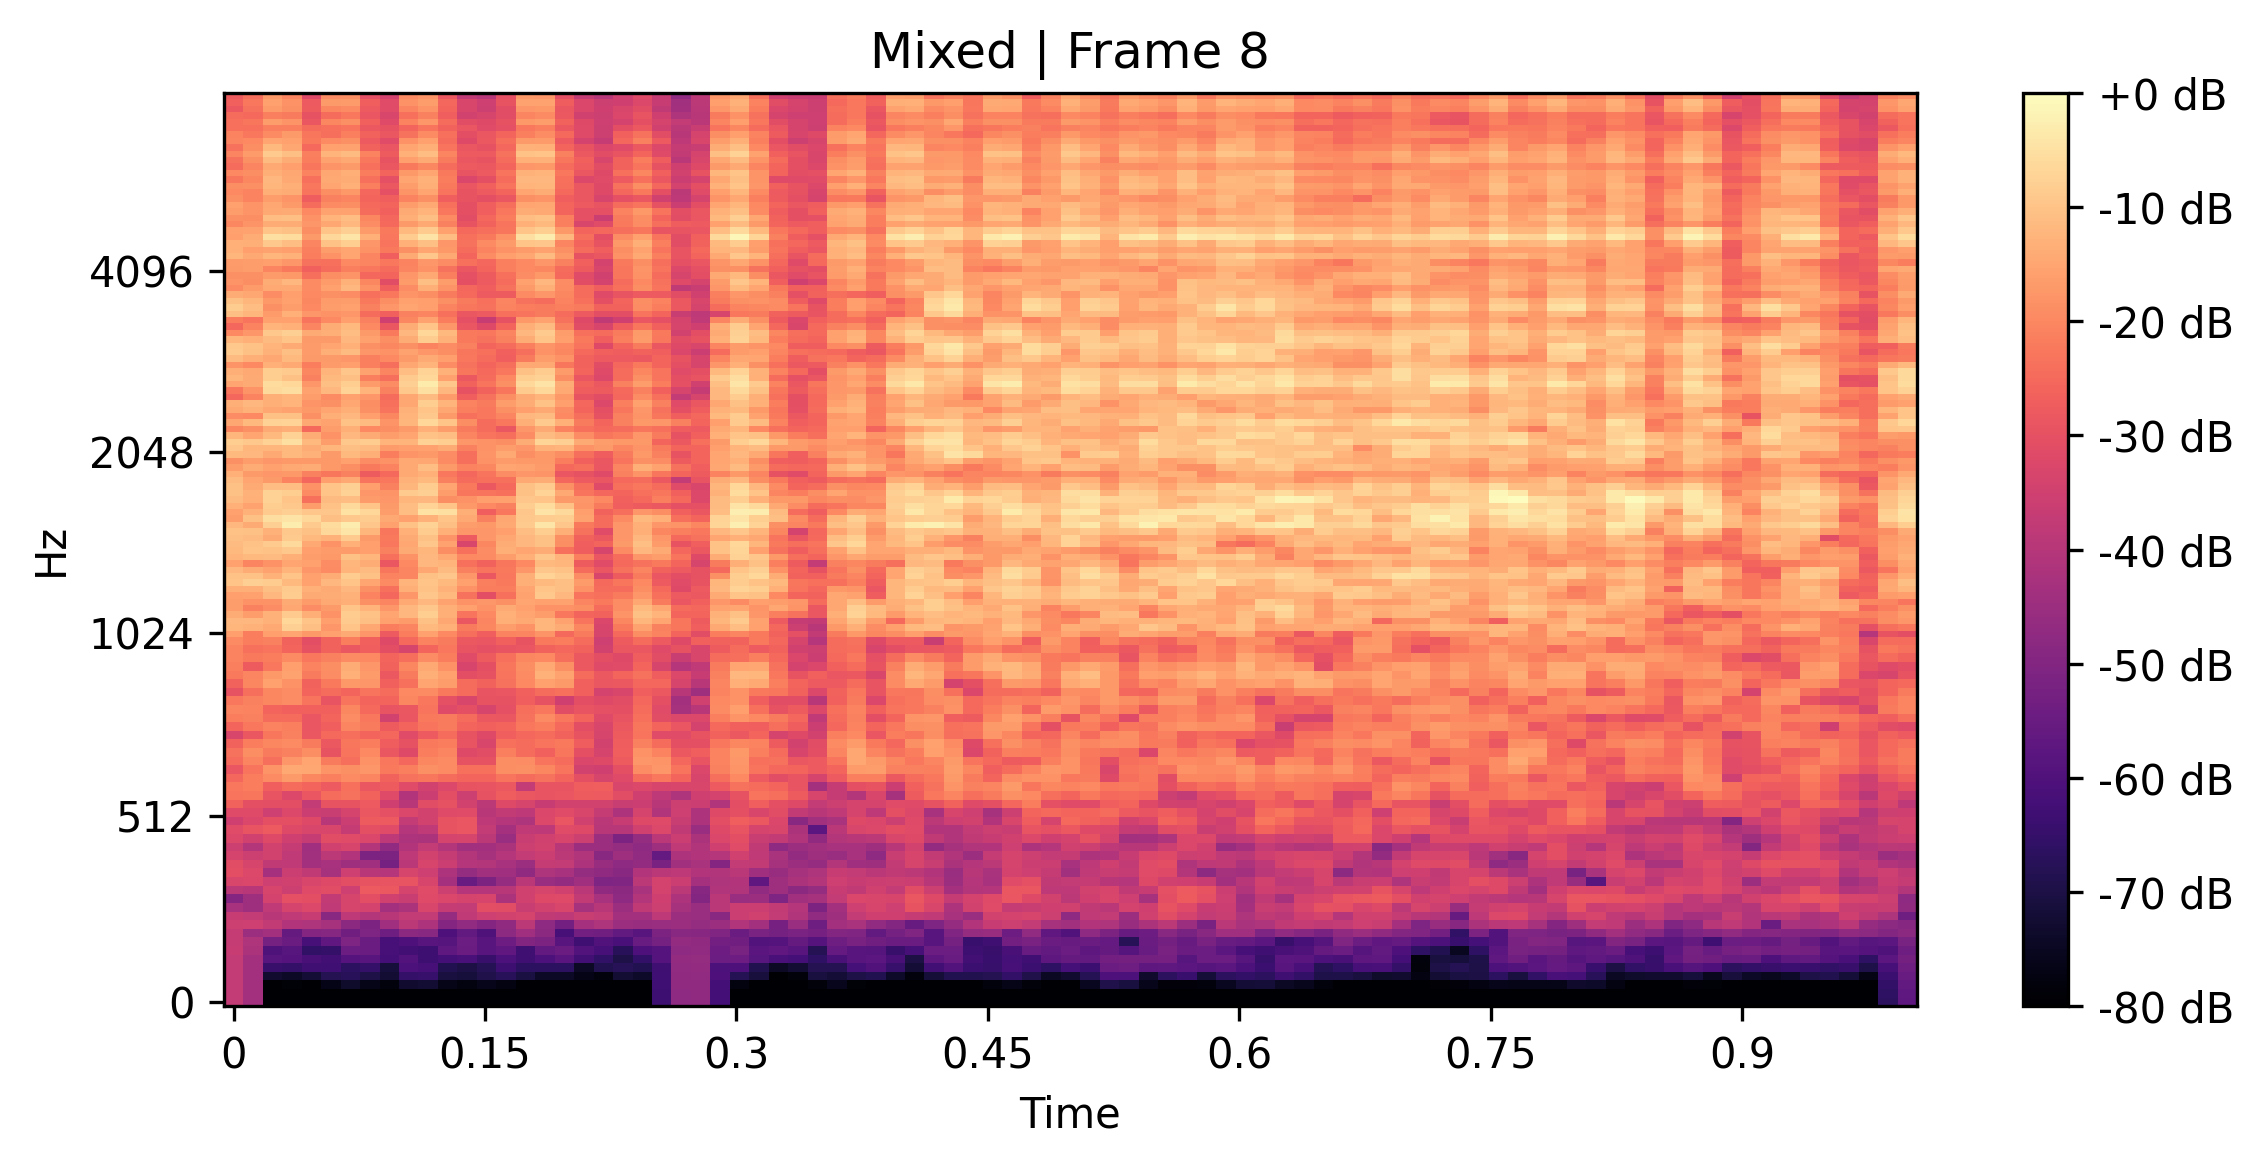 Mixed | Frame 8
+0 dB
-10 dB
-20 dB
-30 dB
-40 dB
-50 dB
-60 dB
-70 dB
-80 dB
Hz
4096
2048
1024
512
0
0 0.15 0.3 0.45 0.6 0.75 0.9
Time